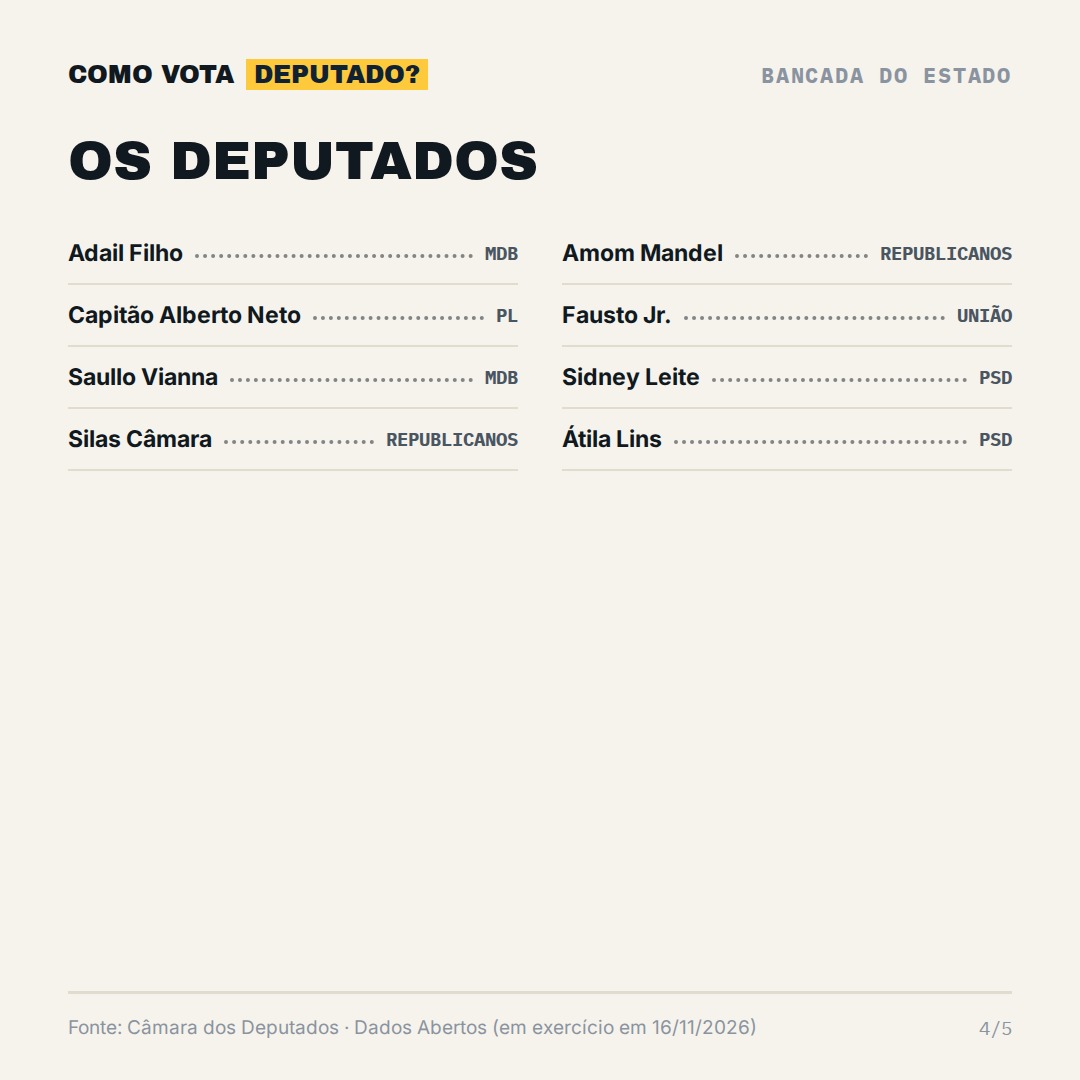 COMO VOTA DEPUTADO?
BANCADA DO ESTADO
OS DEPUTADOS
Adail Filho MDB
Amom Mandel REPUBLICANOS
Capitão Alberto Neto PL
Fausto Jr. UNIÃO
Saullo Vianna MDB
Sidney Leite PSD
Silas Câmara REPUBLICANOS
Átila Lins PSD
Fonte: Câmara dos Deputados · Dados Abertos (em exercício em 16/11/2026)
4/5